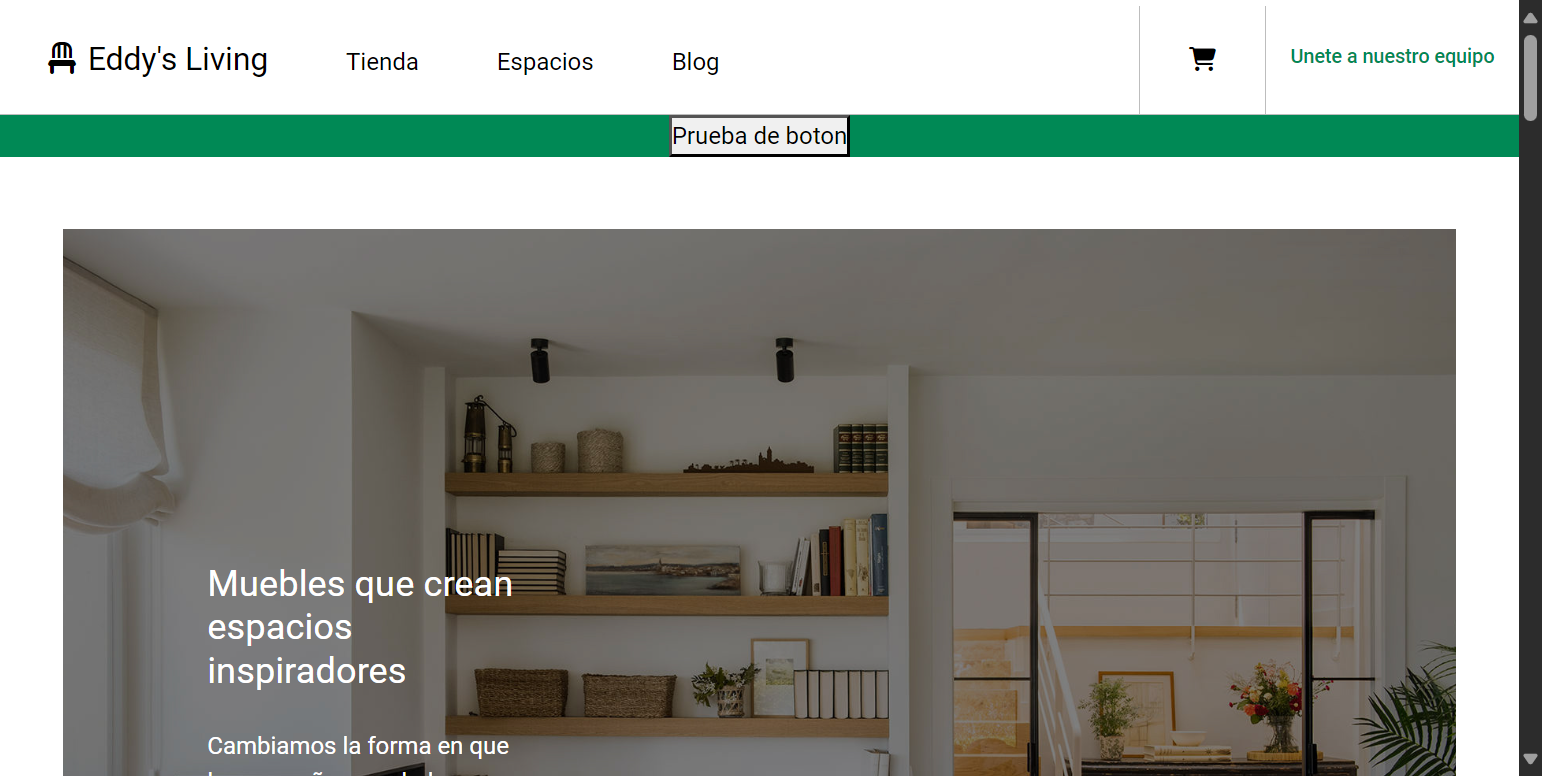 Eddy's Living
Tienda
Espacios
Blog
Unete a nuestro equipo
Prueba de boton
Muebles que crean
espacios
inspiradores
Cambiamos la forma en que